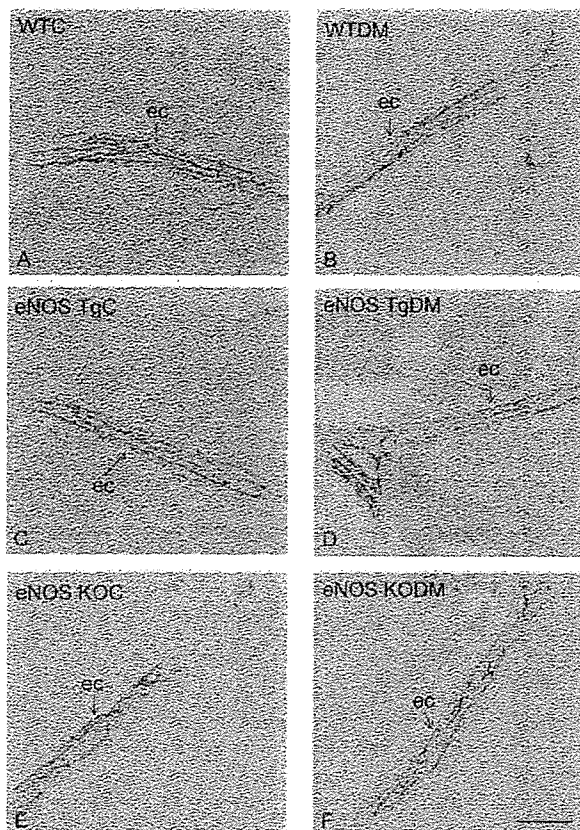 WTC
ec
A
WTDM
ec
B
eNOS TgC
ec
C
eNOS TgDM
ec
D
eNOS KOC
ec
E
eNOS KODM
ec
F